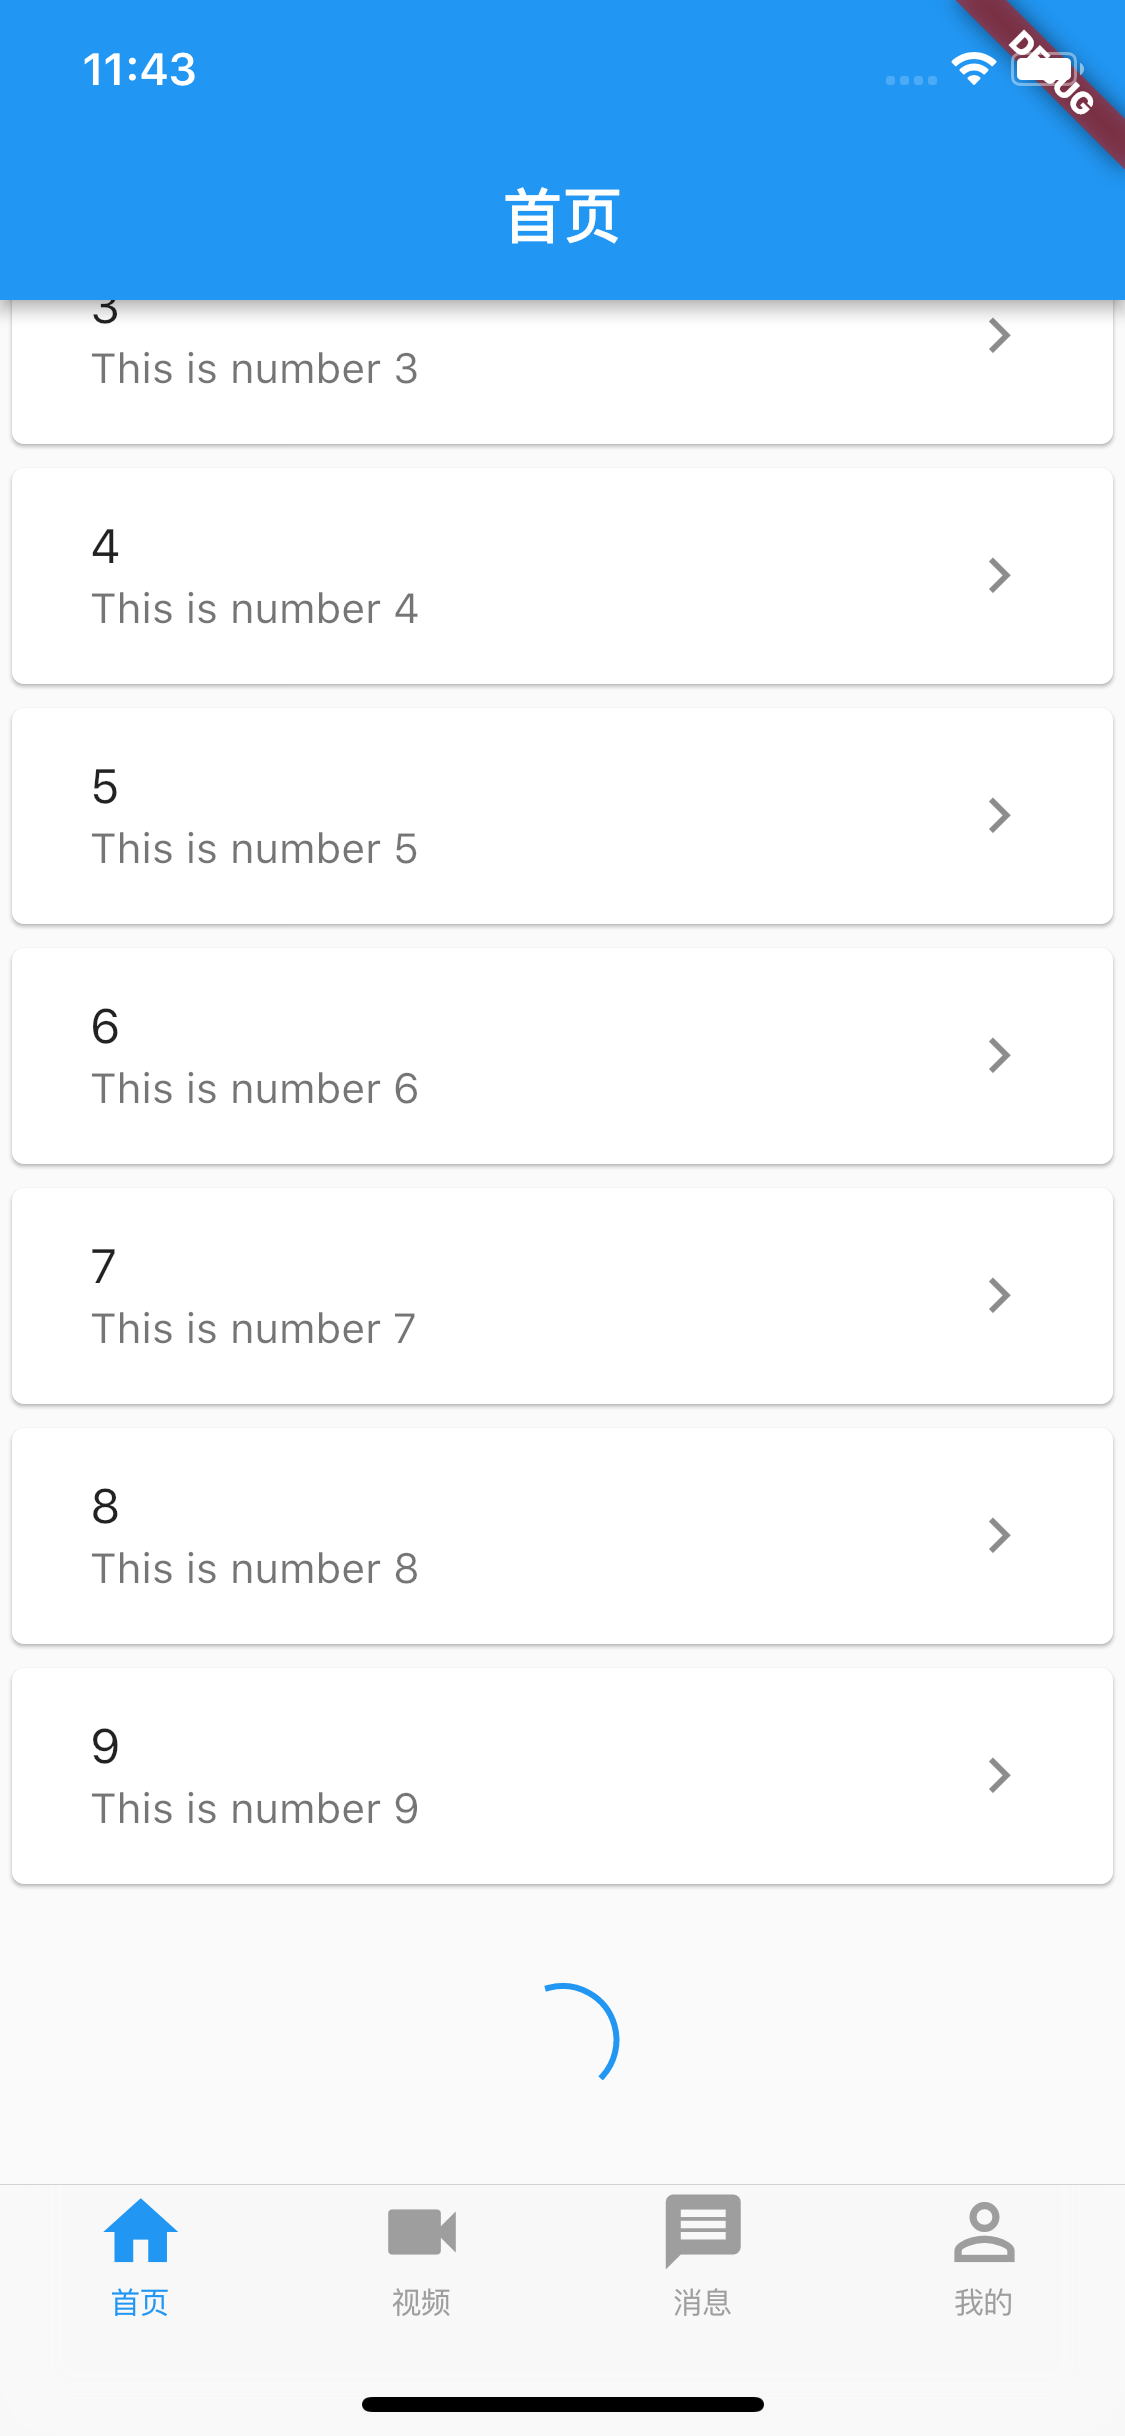 11:43
DEBUG
首页
3
This is number 3
4
This is number 4
5
This is number 5
6
This is number 6
7
This is number 7
8
This is number 8
9
This is number 9
首页
视频
消息
我的